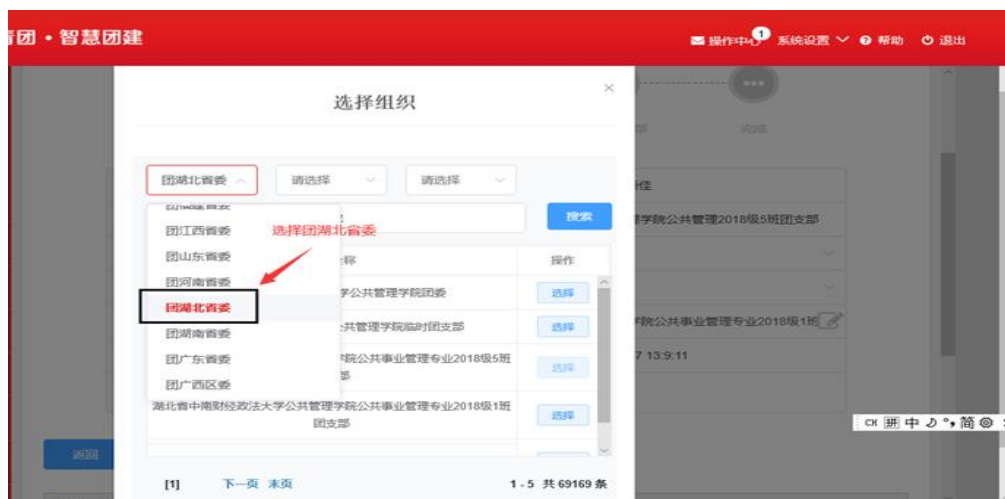 团・智慧团建
操作中心 1 系统设置 帮助 退出
选择组织
×
团湖北省委 请选择 请选择
搜索
团江西省委
选择团湖北省委
团山东省委
团河南省委
团湖北省委
团湖南省委
团广东省委
团广西区委
称 操作
学公共管理学院团委 选择
公共管理学院临时团支部 选择
学院公共事业管理专业2018级5班 选择
湖北省中南财经政法大学公共管理学院公共事业管理专业2018级1班
团支部 选择
[1] 下一页 末页 1-5 共 69169 条
佳
学院公共管理2018级5班团支部
学院公共事业管理专业2018级1班
7 13:9:11
返回
CH 拼 中 简